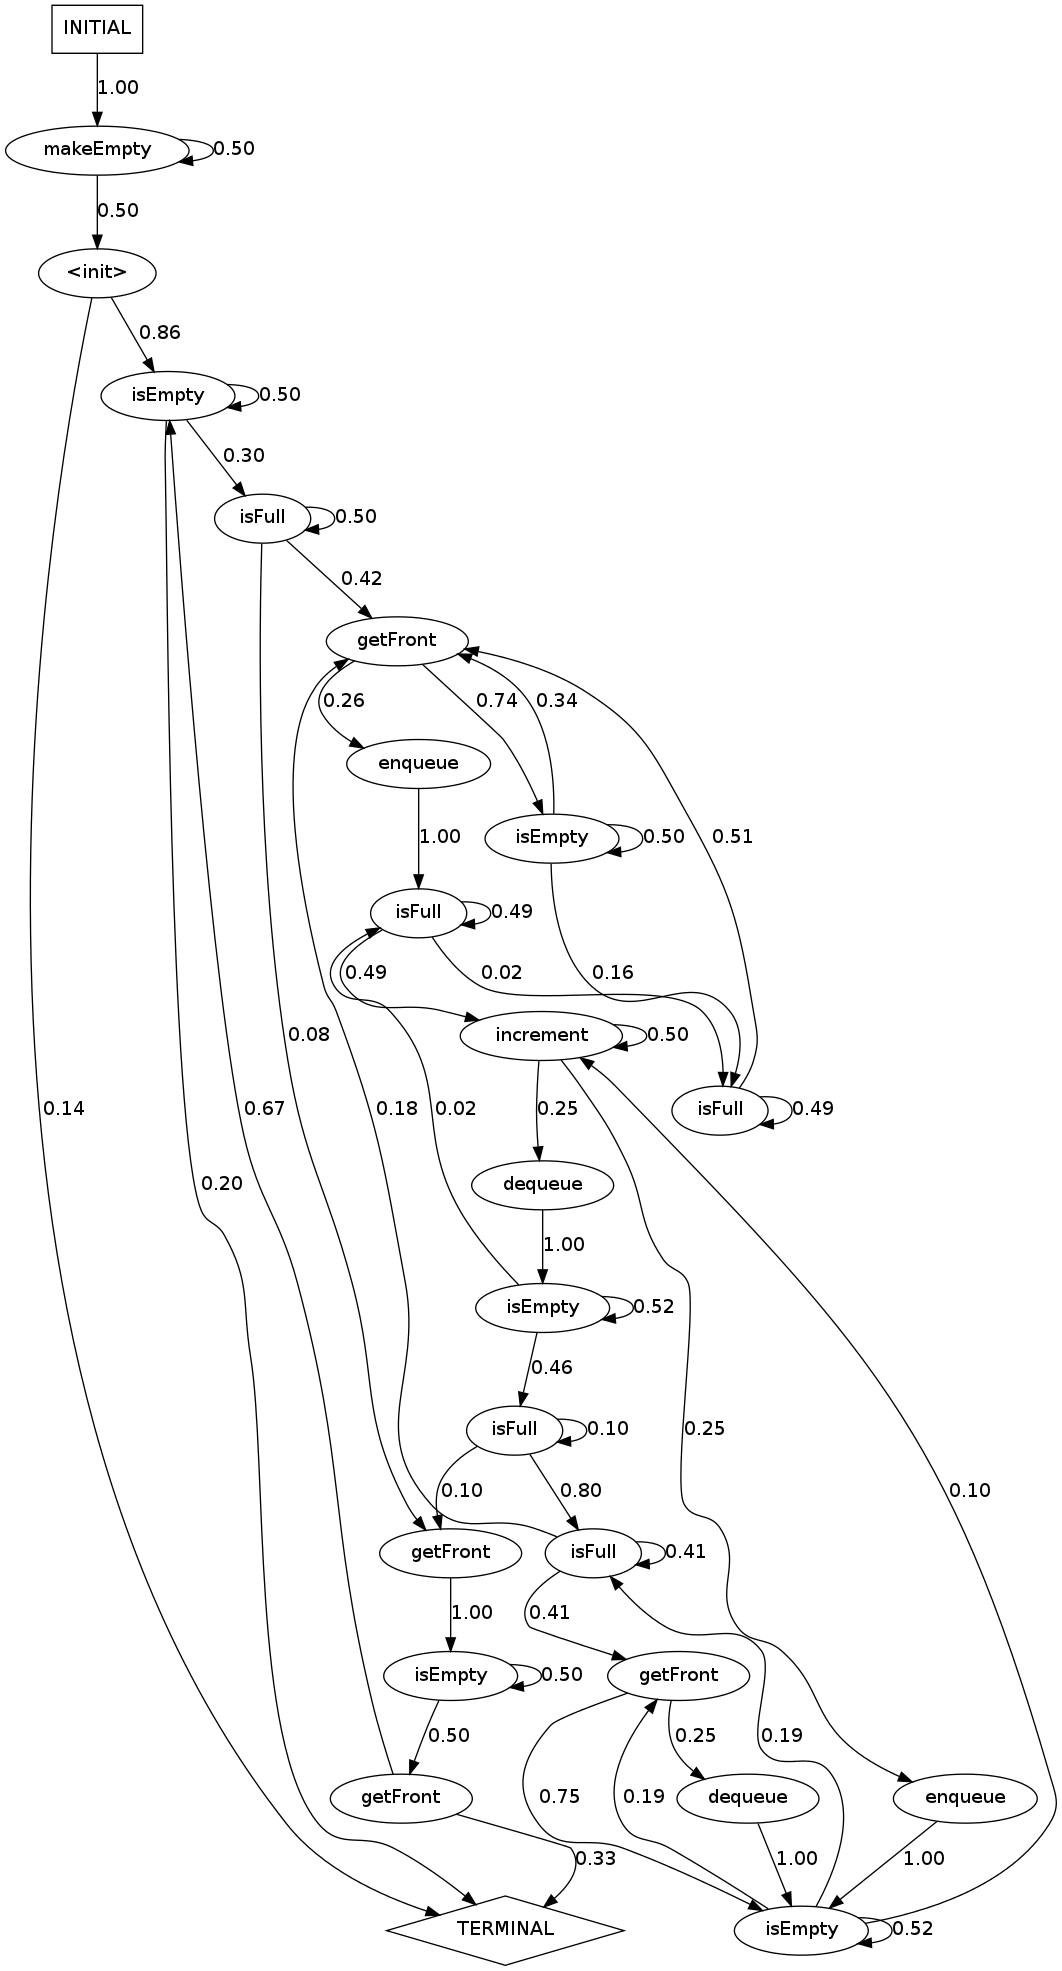 INITIAL
1.00
makeEmpty
0.50
0.50
<init>
0.86
isEmpty
0.50
0.30
isFull
0.50
0.42
getFront
0.26
0.74
0.34
enqueue
1.00
isEmpty
0.50
0.51
isFull
0.49
0.49
0.02
0.16
increment
0.50
0.08
0.14
0.67
0.18
0.02
0.25
isFull
0.49
dequeue
0.20
1.00
isEmpty
0.52
0.46
isFull
0.10
0.25
0.10
0.80
0.10
getFront
isFull
0.41
1.00
0.41
isEmpty
0.50
getFront
0.50
0.25
0.19
0.75
0.19
getFront
dequeue
enqueue
0.33
1.00
1.00
TERMINAL
isEmpty
0.52